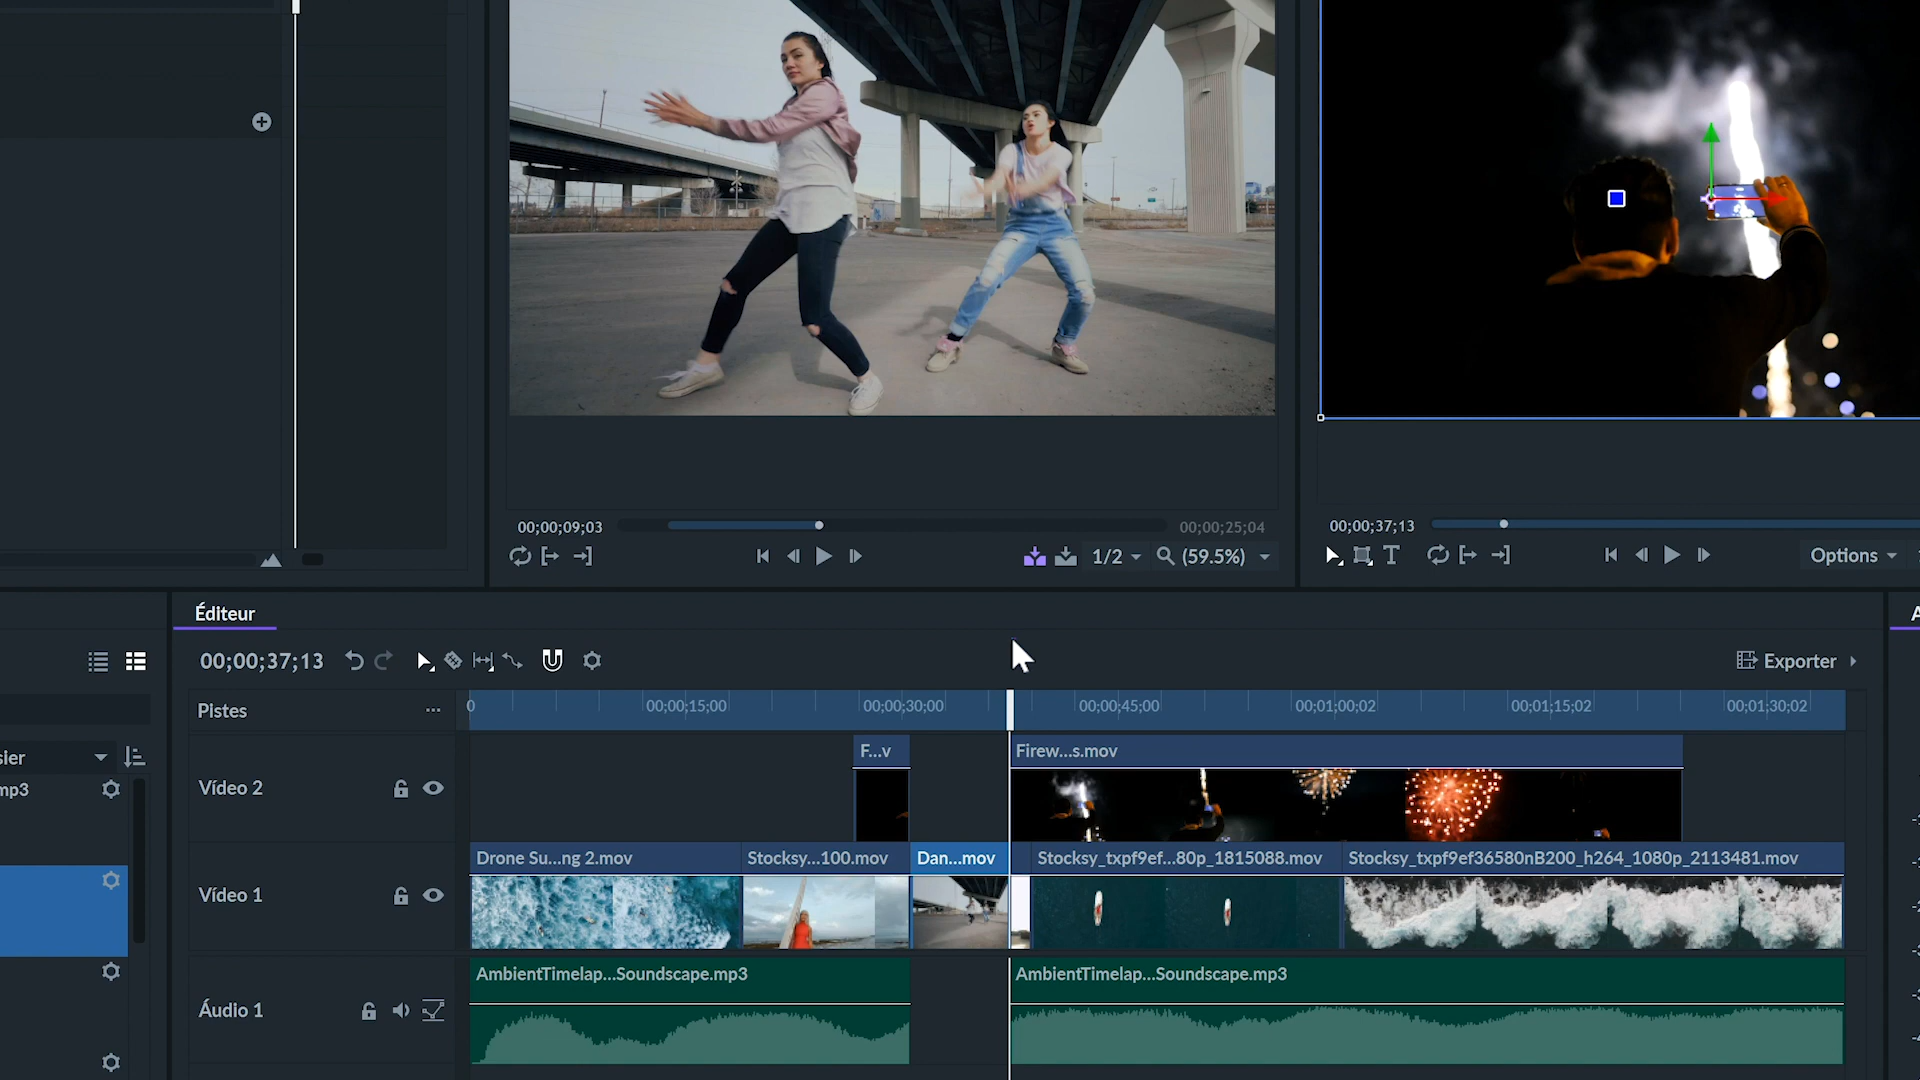 00;00;09;03
00;00;25;04
1/2
(59.5%)
00;00;37;13
Options
Éditeur
00;00;37;13
Exporter
Pistes
0
00;00;15;00
00;00;30;00
00;00;45;00
00;01;00;02
00;01;15;02
00;01;30;02
sier
mp3
Vídeo 2
F...v
Firew...s.mov
Vídeo 1
Drone Su...ng 2.mov
Stocksy...100.mov
Dan...mov
Stocksy_txpf9ef...80p_1815088.mov
Stocksy_txpf9ef36580nB200_h264_1080p_2113481.mov
Áudio 1
AmbientTimelap...Soundscape.mp3
AmbientTimelap...Soundscape.mp3